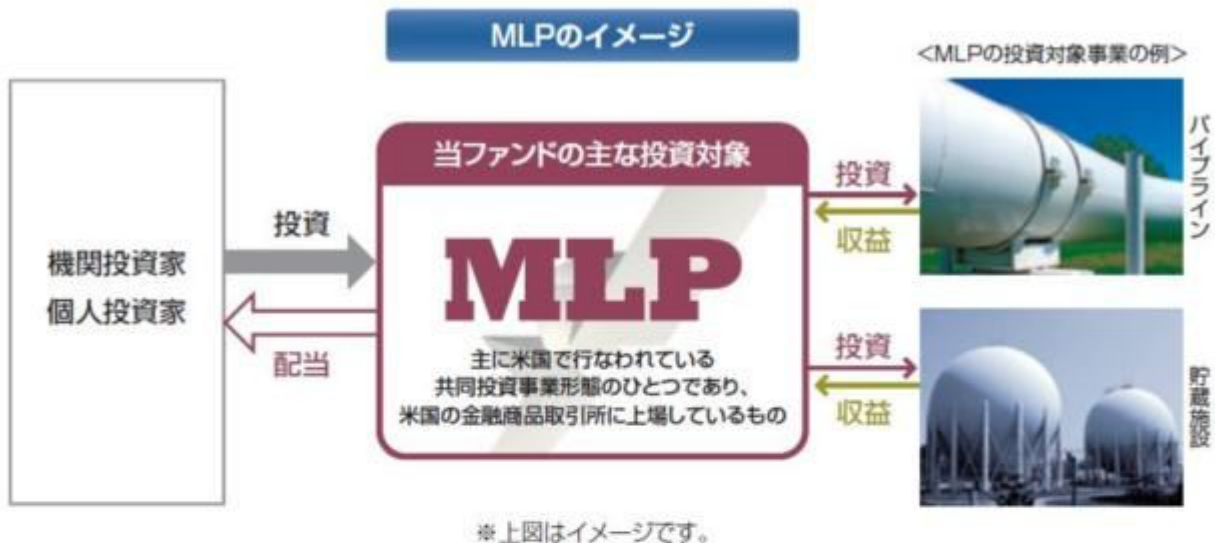 MLPのイメージ
<MLPの投資対象事業の例>
機関投資家
個人投資家
投資
配当
当ファンドの主な投資対象
MLP
主に米国で行なわれている
共同投資事業形態のひとつであり、
米国の金融商品取引所に上場しているもの
投資
収益
パイプライン
投資
収益
貯蔵施設
※上図はイメージです。